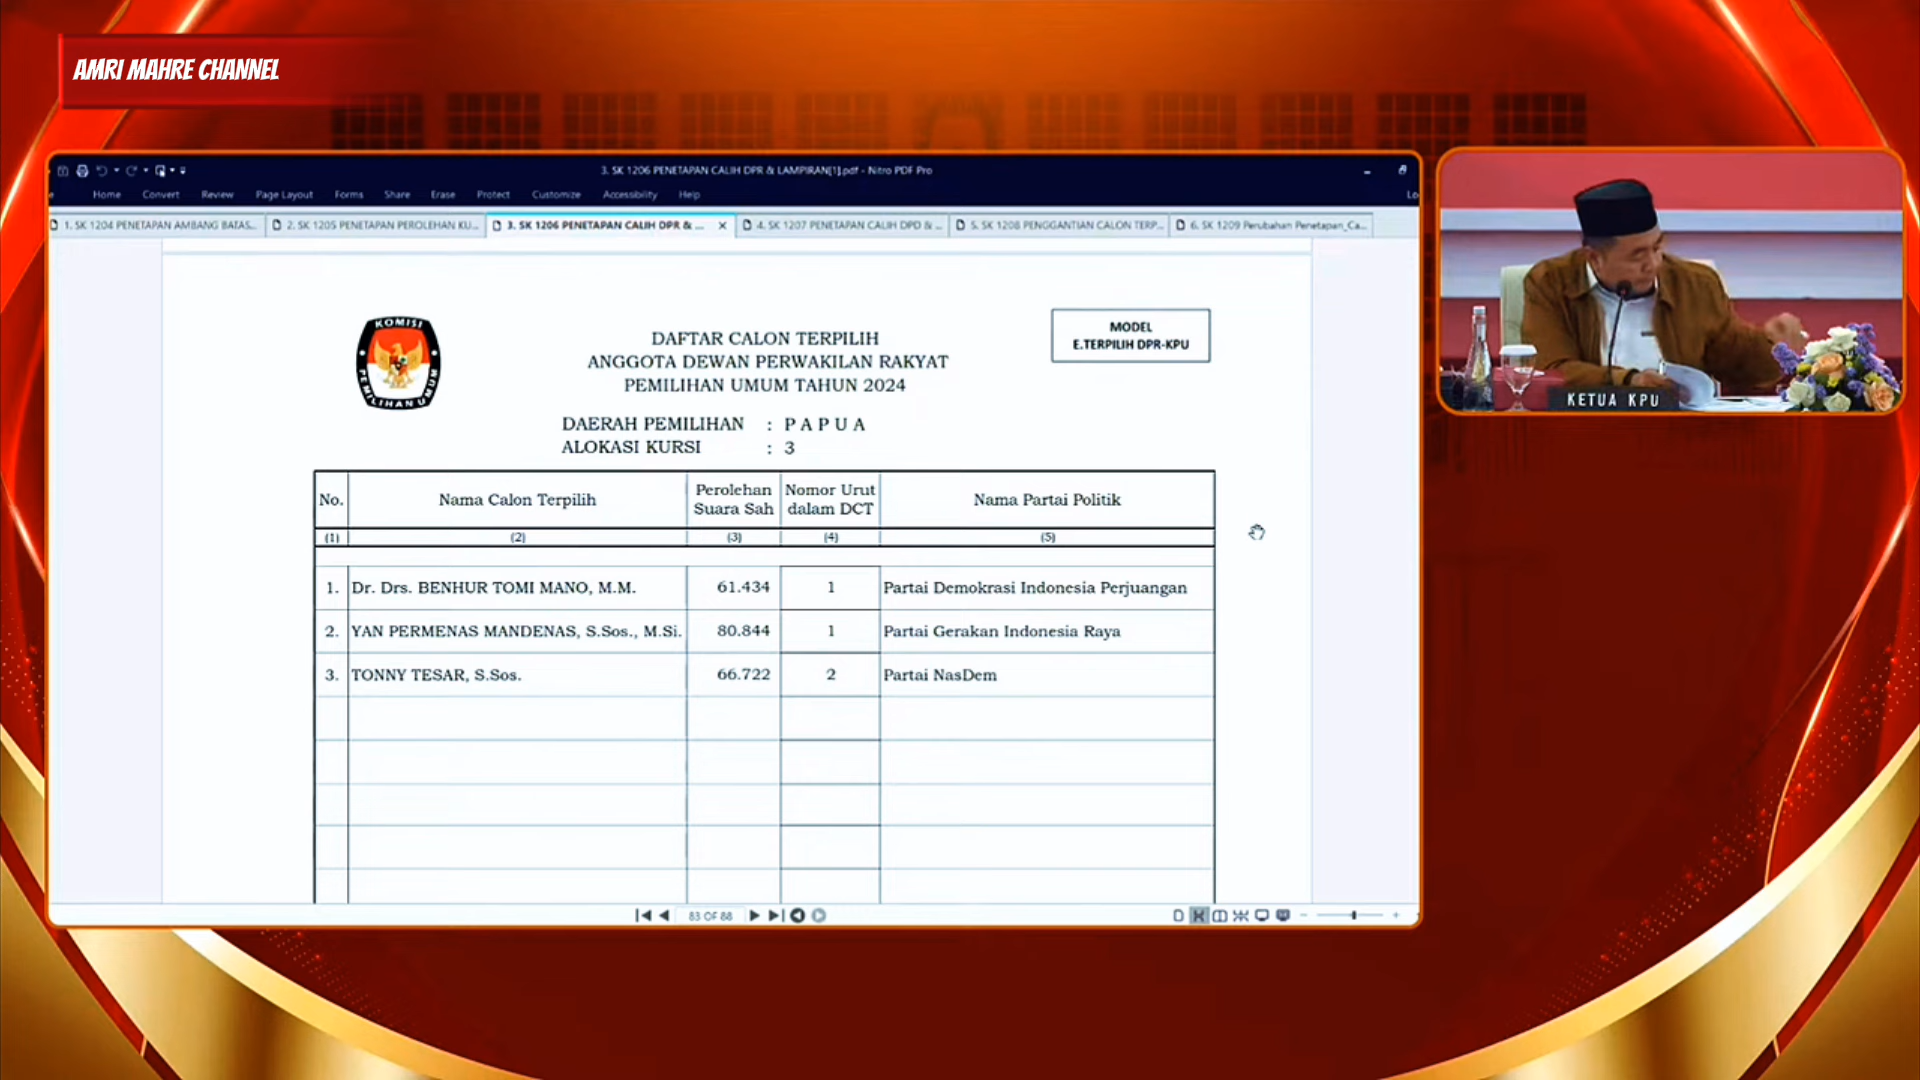 AMRI MAHRE CHANNEL
3. SK 1206 PENETAPAN CALIH DPR & LAMPIRAN[1].pdf - Nitro PDF Pro
Home Convert Review Page Layout Forms Share Erase Protect Customize Accessibility Help Lo
1. SK 1204 PENETAPAN AMBANG BATAS... 2. SK 1205 PENETAPAN PEROLEHAN KU... 3. SK 1206 PENETAPAN CALIH DPR & ... 4. SK 1207 PENETAPAN CALIH DPD & ... 5. SK 1208 PENGGANTIAN CALON TERP... 6. SK 1209 Perubahan Penetapan_Ca...
KOMISI
PEMILIHAN UMUM
DAFTAR CALON TERPILIH
ANGGOTA DEWAN PERWAKILAN RAKYAT
PEMILIHAN UMUM TAHUN 2024
MODEL
E.TERPILIH DPR-KPU
DAERAH PEMILIHAN : P A P U A
ALOKASI KURSI : 3
No. Nama Calon Terpilih Perolehan Suara Sah Nomor Urut dalam DCT Nama Partai Politik
(1) (2) (3) (4) (5)
1. Dr. Drs. BENHUR TOMI MANO, M.M. 61.434 1 Partai Demokrasi Indonesia Perjuangan
2. YAN PERMENAS MANDENAS, S.Sos., M.Si. 80.844 1 Partai Gerakan Indonesia Raya
3. TONNY TESAR, S.Sos. 66.722 2 Partai NasDem
83 OF 88
KETUA KPU